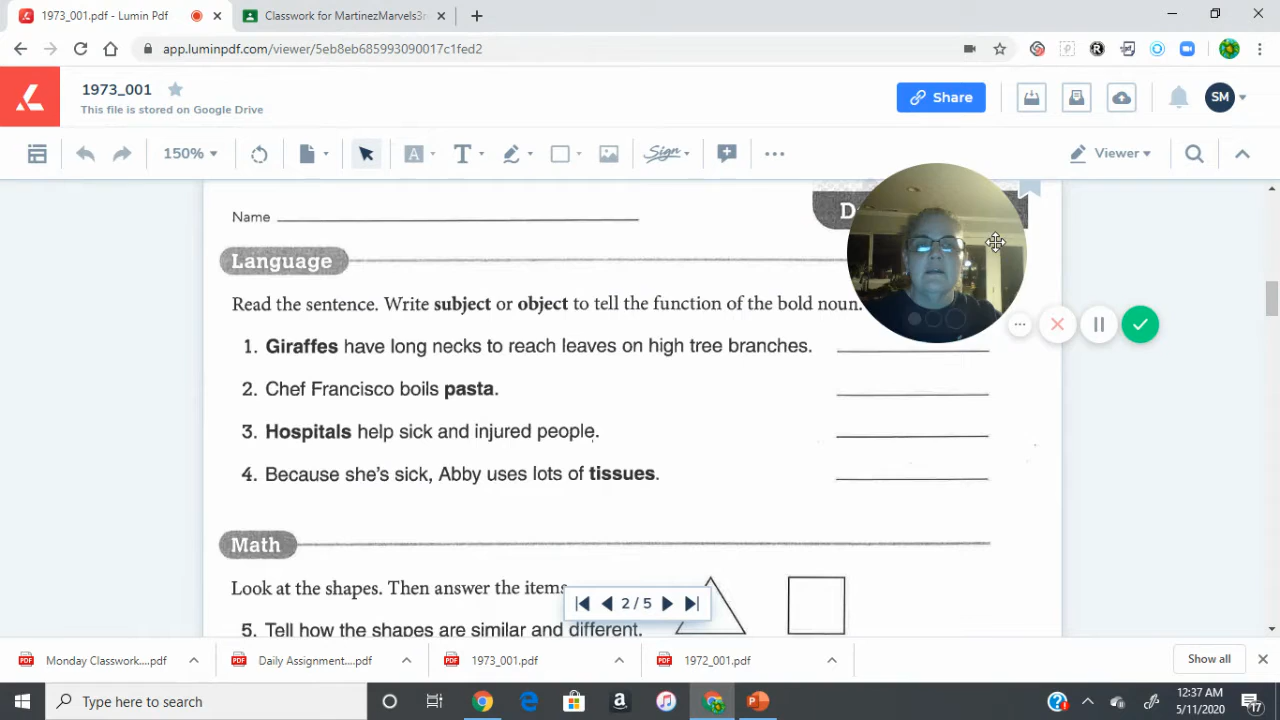 1973_001.pdf - Lumin Pdf
Classwork for MartinezMarvels3r
app.luminpdf.com/viewer/5eb8eb685993090017c1fed2
1973_001
This file is stored on Google Drive
Share
SM
150%
A
T
Sign
Viewer
Name
D
Language
Read the sentence. Write subject or object to tell the function of the bold noun.
1. Giraffes have long necks to reach leaves on high tree branches.
2. Chef Francisco boils pasta.
3. Hospitals help sick and injured people.
4. Because she's sick, Abby uses lots of tissues.
Math
Look at the shapes. Then answer the items
2 / 5
5. Tell how the shapes are similar and different.
Monday Classwork....pdf
Daily Assignment....pdf
1973_001.pdf
1972_001.pdf
Show all
Type here to search
12:37 AM
5/11/2020
17